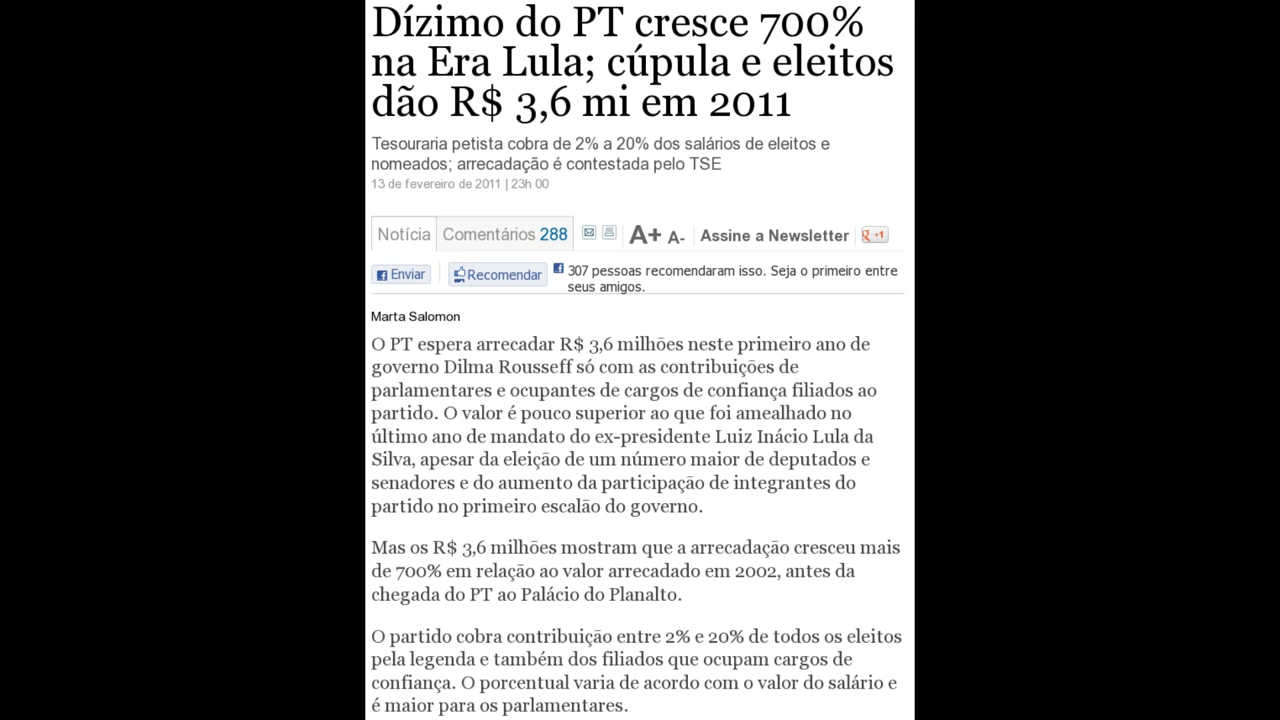 Dízimo do PT cresce 700%
na Era Lula; cúpula e eleitos
dão R$ 3,6 mi em 2011
Tesouraria petista cobra de 2% a 20% dos salários de eleitos e
nomeados; arrecadação é contestada pelo TSE
13 de fevereiro de 2011 | 23h 00
Notícia Comentários 288 A+ A- Assine a Newsletter +1
Enviar Recomendar 307 pessoas recomendaram isso. Seja o primeiro entre
seus amigos.
Marta Salomon
O PT espera arrecadar R$ 3,6 milhões neste primeiro ano de
governo Dilma Rousseff só com as contribuições de
parlamentares e ocupantes de cargos de confiança filiados ao
partido. O valor é pouco superior ao que foi amealhado no
último ano de mandato do ex-presidente Luiz Inácio Lula da
Silva, apesar da eleição de um número maior de deputados e
senadores e do aumento da participação de integrantes do
partido no primeiro escalão do governo.
Mas os R$ 3,6 milhões mostram que a arrecadação cresceu mais
de 700% em relação ao valor arrecadado em 2002, antes da
chegada do PT ao Palácio do Planalto.
O partido cobra contribuição entre 2% e 20% de todos os eleitos
pela legenda e também dos filiados que ocupam cargos de
confiança. O porcentual varia de acordo com o valor do salário e
é maior para os parlamentares.